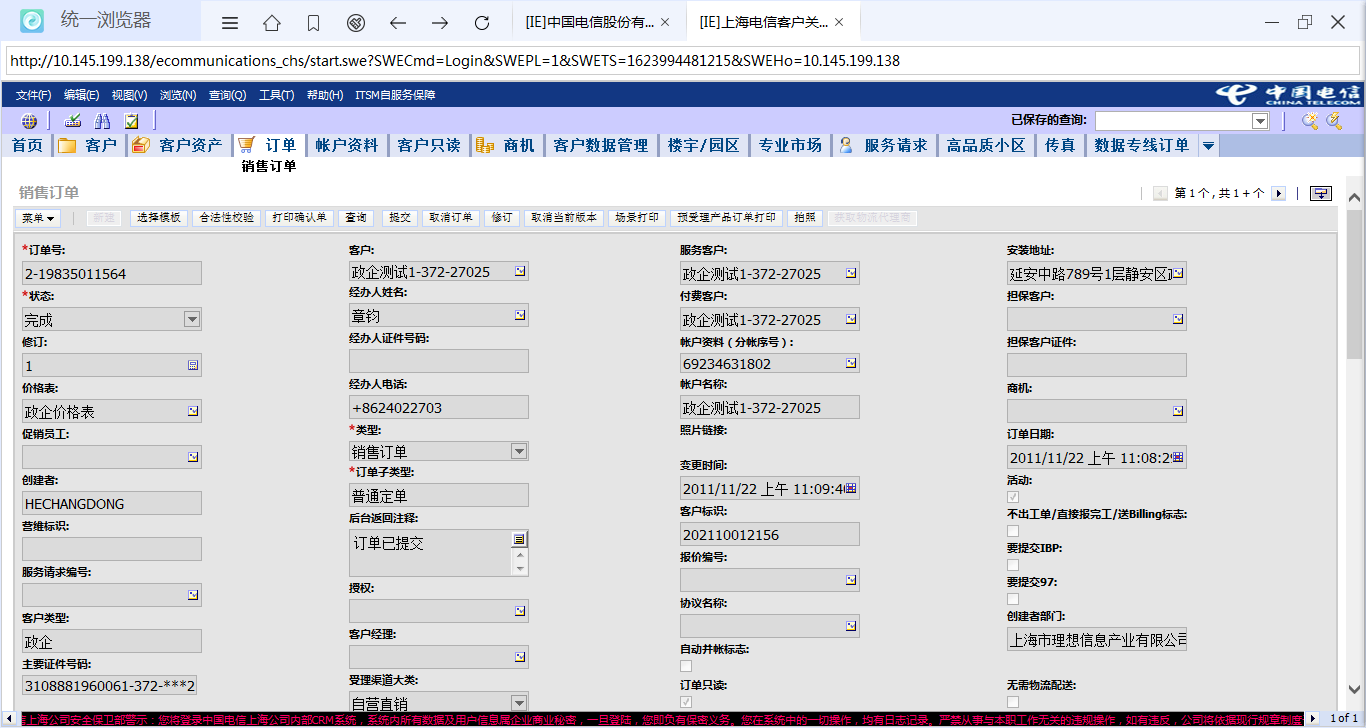 统一浏览器
[[IE]中国电信股份有... ×
[[IE]上海电信客户关... ×
http://10.145.199.138/ecommunications_chs/start.swe?SWECmd=Login&SWEPL=1&SWETS=1623994481215&SWEHo=10.145.199.138
文件(F) 编辑(E) 视图(V) 浏览(N) 查询(Q) 工具(T) 帮助(H) ITSM自服务保障
中国电信
CHINA TELECOM
已保存的查询:
首页 客户 客户资产 订单 帐户资料 客户只读 商机 客户数据管理 楼宇/园区 专业市场 服务请求 高品质小区 传真 数据专线订单
销售订单
销售订单
第1个,共1+个
菜单 新建 选择模板 合法性校验 打印确认单 查询 提交 取消订单 修订 取消当前版本 场景打印 预受理产品订单打印 拍照
*订单号:
2-19835011564
*状态:
完成
修订:
1
价格表:
政企价格表
促销员工:
创建者:
HECHANGDONG
营维标识:
服务请求编号:
客户类型:
政企
主要证件号码:
3108881960061-372-***2
客户:
政企测试1-372-27025
经办人姓名:
章钧
经办人证件号码:
经办人电话:
+8624022703
*类型:
销售订单
*订单子类型:
普通定单
后台返回注释:
订单已提交
授权:
客户经理:
受理渠道大类:
自营直销
服务客户:
政企测试1-372-27025
付费客户:
政企测试1-372-27025
帐户资料（分帐序号）:
69234631802
帐户名称:
政企测试1-372-27025
照片链接:
变更时间:
2011/11/22 上午 11:09:4
客户标识:
202110012156
报价编号:
协议名称:
自动并帐标志:
订单只读:
安装地址:
延安中路789号1层静安区
担保客户:
担保客户证件:
商机:
订单日期:
2011/11/22 上午 11:08:2
活动:
不出工单/直接报完工/送Billing标志:
要提交IBP:
要提交97:
创建者部门:
上海市理想信息产业有限公司
无需物流配送:
上海公司安全保卫部警示：您将登录中国电信上海公司内部CRM系统，系统内所有数据及用户信息属企业商业秘密，一旦登陆，您即负有保密义务。您在系统中的一切操作，均有日志记录。严禁从事与本职工作无关的违规操作，如有违反，公司将依据现行规章制度
1 of 1